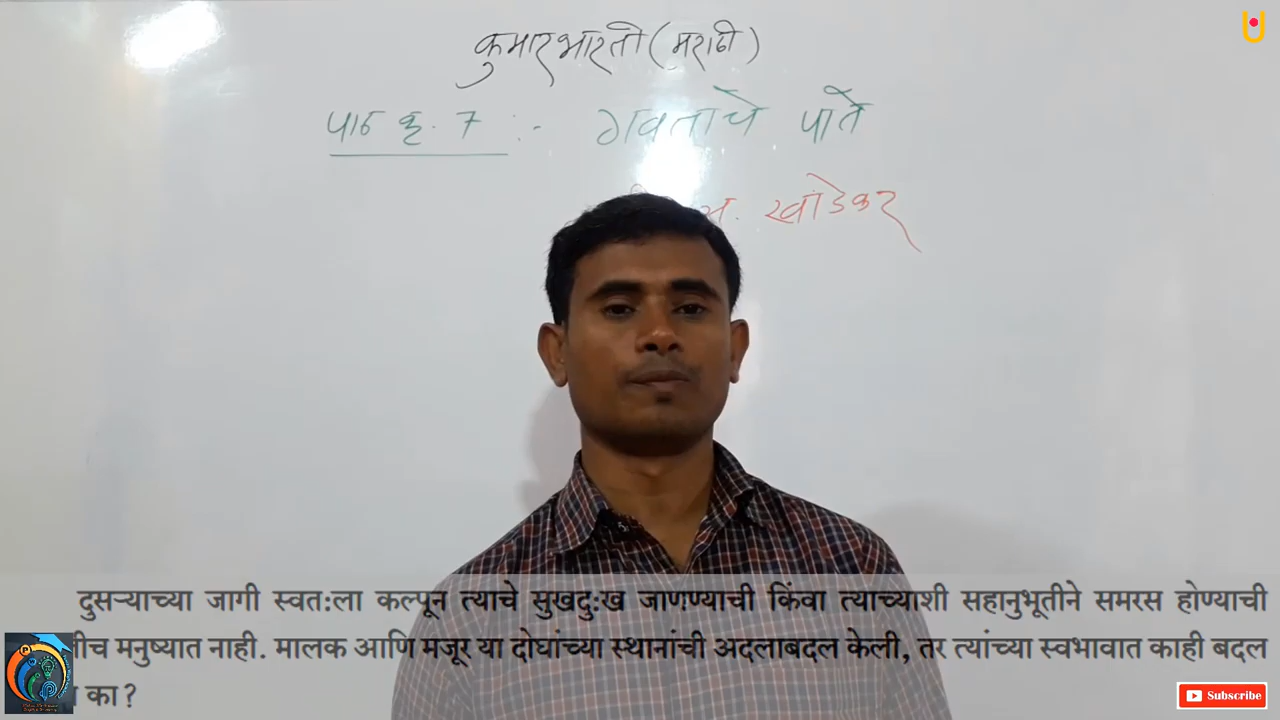 कुमारभारती (मराठी)
पाठ क्र. 7 :- गवताचे पाते
खांडेकर
दुसऱ्याच्या जागी स्वत:ला कल्पून त्याचे सुखदु:ख जाणण्याची किंवा त्याच्याशी सहानुभूतीने समरस होण्याची
मनुष्यात नाही. मालक आणि मजूर या दोघांच्या स्थानांची अदलाबदल केली, तर त्यांच्या स्वभावात काही बदल
का?
Subscribe